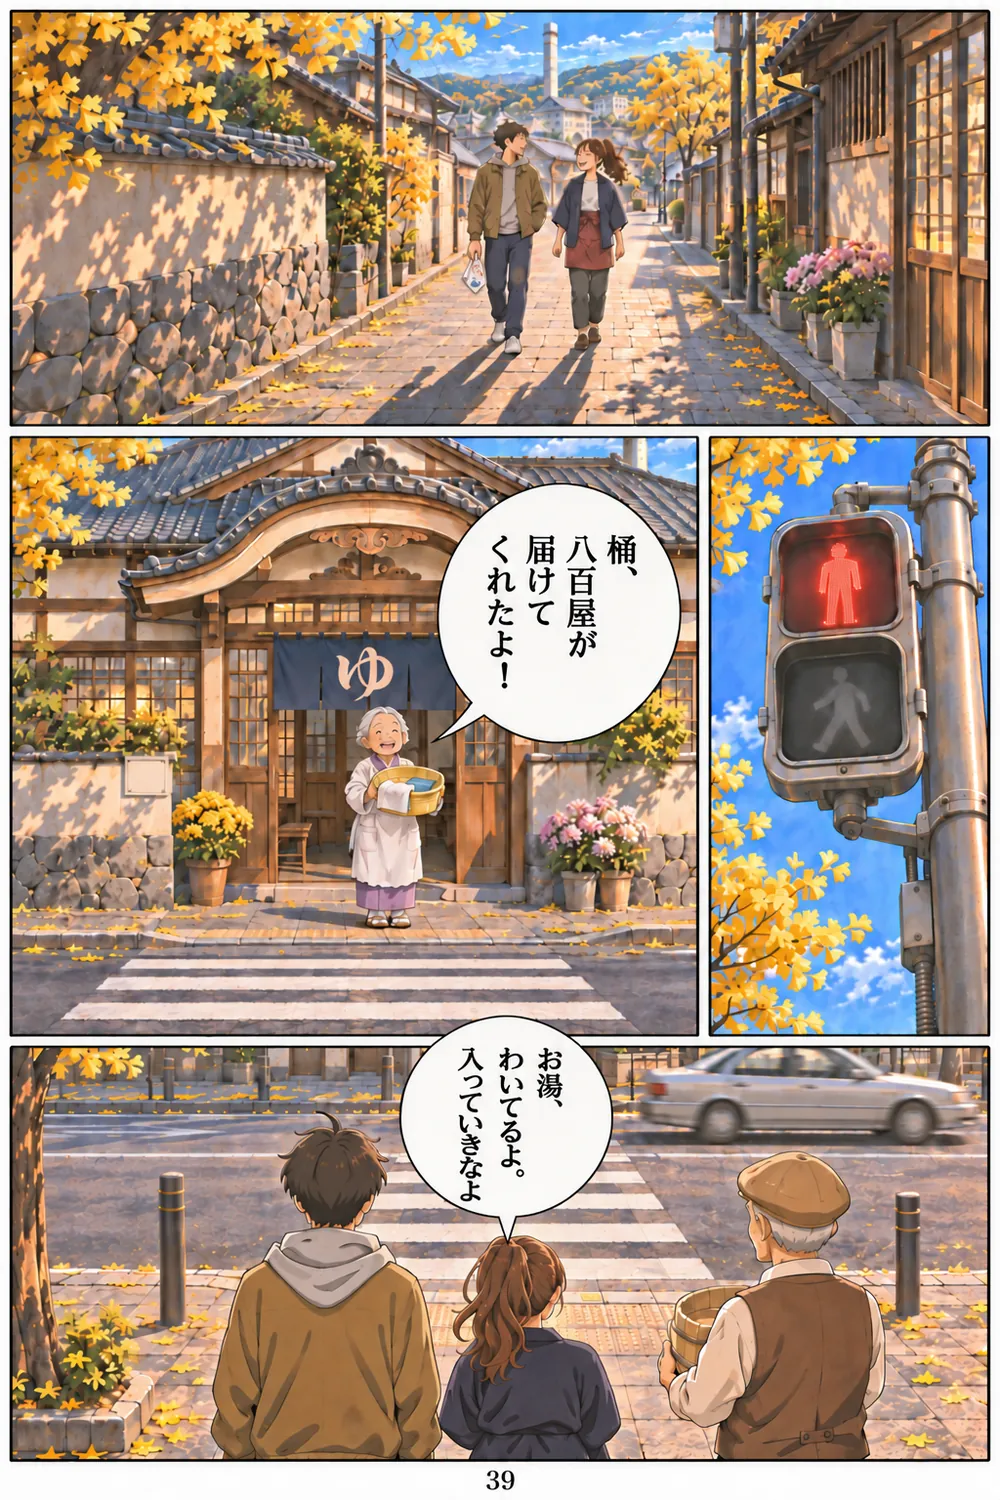 桶、
八百屋が
届けて
くれたよ！
ゆ
お湯、
わいてるよ。
入っていきなよ
39